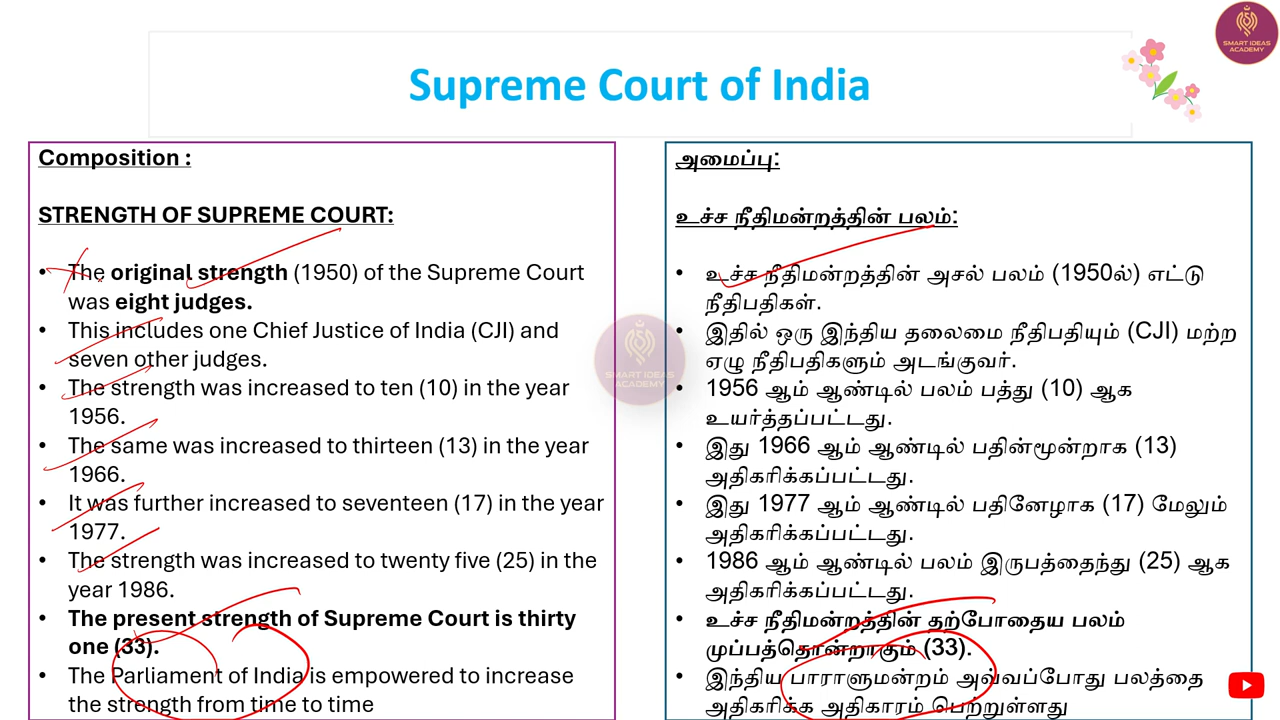 SMART IDEAS
ACADEMY
Supreme Court of India
Composition :
STRENGTH OF SUPREME COURT:
• The original strength (1950) of the Supreme Court
was eight judges.
• This includes one Chief Justice of India (CJI) and
seven other judges.
• The strength was increased to ten (10) in the year
1956.
• The same was increased to thirteen (13) in the year
1966.
• It was further increased to seventeen (17) in the year
1977.
• The strength was increased to twenty five (25) in the
year 1986.
• The present strength of Supreme Court is thirty
one (33).
• The Parliament of India is empowered to increase
the strength from time to time
அமைப்பு:
உச்ச நீதிமன்றத்தின் பலம்:
• உச்ச நீதிமன்றத்தின் அசல் பலம் (1950ல்) எட்டு
நீதிபதிகள்.
• இதில் ஒரு இந்திய தலைமை நீதிபதியும் (CJI) மற்ற
ஏழு நீதிபதிகளும் அடங்குவர்.
• 1956 ஆம் ஆண்டில் பலம் பத்து (10) ஆக
உயர்த்தப்பட்டது.
• இது 1966 ஆம் ஆண்டில் பதின்மூன்றாக (13)
அதிகரிக்கப்பட்டது.
• இது 1977 ஆம் ஆண்டில் பதினேழாக (17) மேலும்
அதிகரிக்கப்பட்டது.
• 1986 ஆம் ஆண்டில் பலம் இருபத்தைந்து (25) ஆக
அதிகரிக்கப்பட்டது.
• உச்ச நீதிமன்றத்தின் தற்போதைய பலம்
முப்பத்தொன்றாகும் (33).
• இந்திய பாராளுமன்றம் அவ்வப்போது பலத்தை
அதிகரிக்க அதிகாரம் பெற்றுள்ளது
SMART IDEAS
ACADEMY